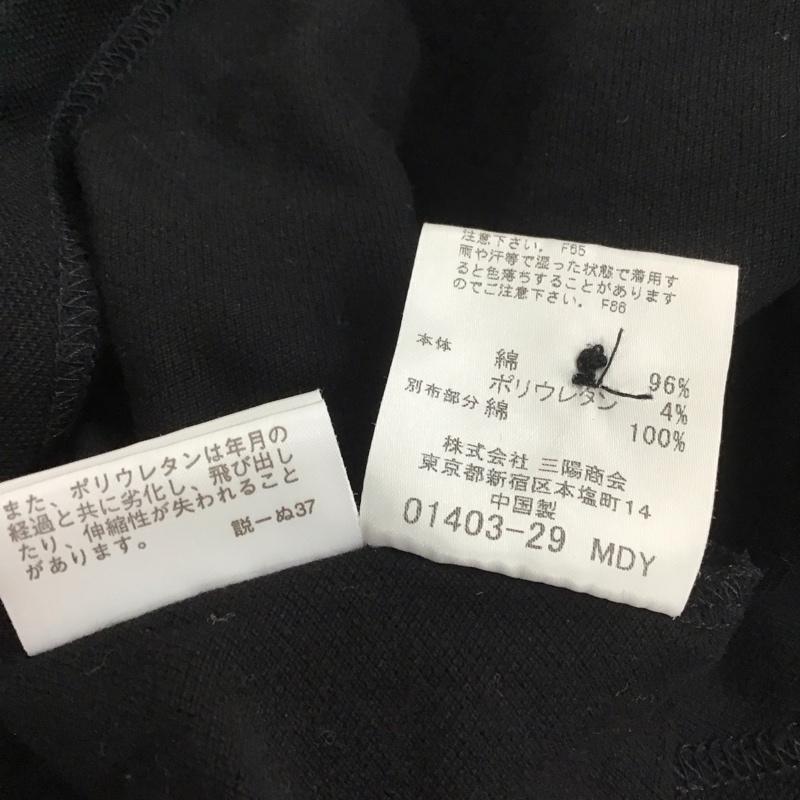 注意下さい。 F65
雨や汗等で湿った状態で着用す
ると色落ちすることがあります
のでご注意下さい。 F86
本体 綿 96%
ポリウレタン 4%
別布部分 綿 100%
株式会社 三陽商会
東京都新宿区本塩町14
中国製
01403-29 MDY
また、ポリウレタンは年月の
経過と共に劣化し、飛び出し
たり、伸縮性が失われること
があります。 説ーぬ37